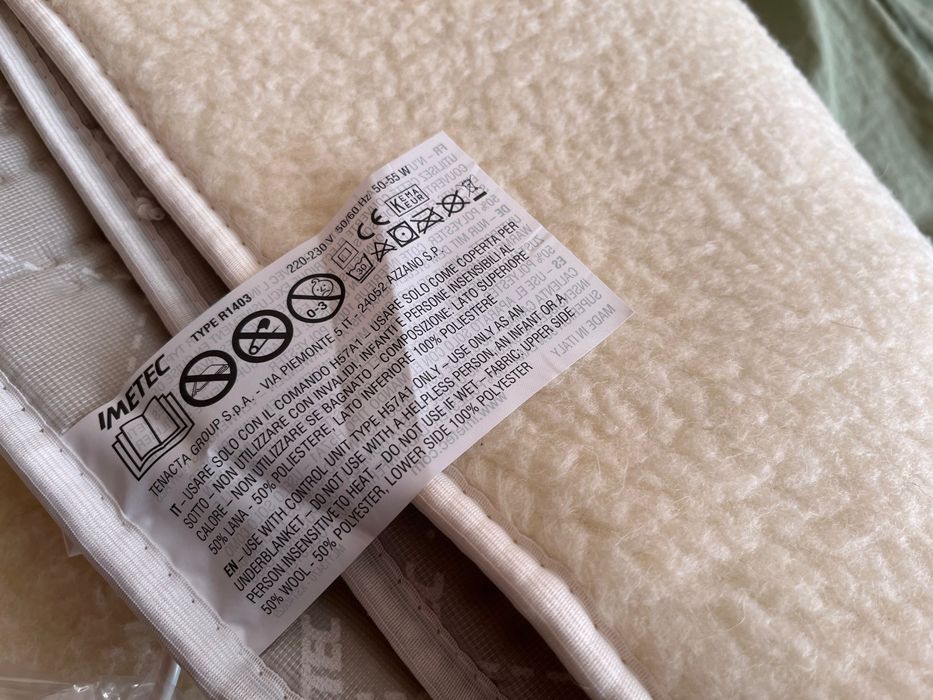 IMETEC TYPE R1403 220-230 V 50/60 Hz 50-55 W
CE KEMA EUR
0-3 30
TENACTA GROUP S.p.A. - VIA PIEMONTE 5, IT - 24052 AZZANO S.P.
IT - USARE SOLO CON IL COMANDO H57A1 - USARE SOLO COME COPERTA PER
SOTTO - NON UTILIZZARE CON INVALIDI, INFANTI E PERSONE INSENSIBILI AL
CALORE - NON UTILIZZARE SE BAGNATO - COMPOSIZIONE, LATO SUPERIORE
50% LANA - 50% POLIESTERE, LATO INFERIORE 100% POLIESTERE
EN - USE WITH CONTROL UNIT TYPE H57A1 ONLY - USE ONLY AS AN
UNDERBLANKET - DO NOT USE WITH A HELPLESS PERSON, AN INFANT OR A
PERSON INSENSITIVE TO HEAT - DO NOT USE IF WET - FABRIC: UPPER SIDE
50% WOOL - 50% POLYESTER, LOWER SIDE 100% POLYESTER
MADE IN ITALY